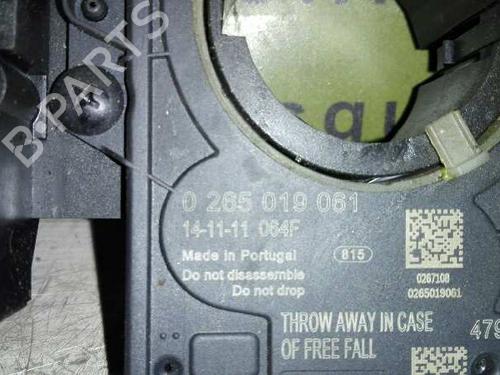 0 265 019 061
14-11-11 064F
Made in Portugal
815
Do not disassemble
Do not drop
0267108
0265019061
THROW AWAY IN CASE
OF FREE FALL
479
B-PARTS